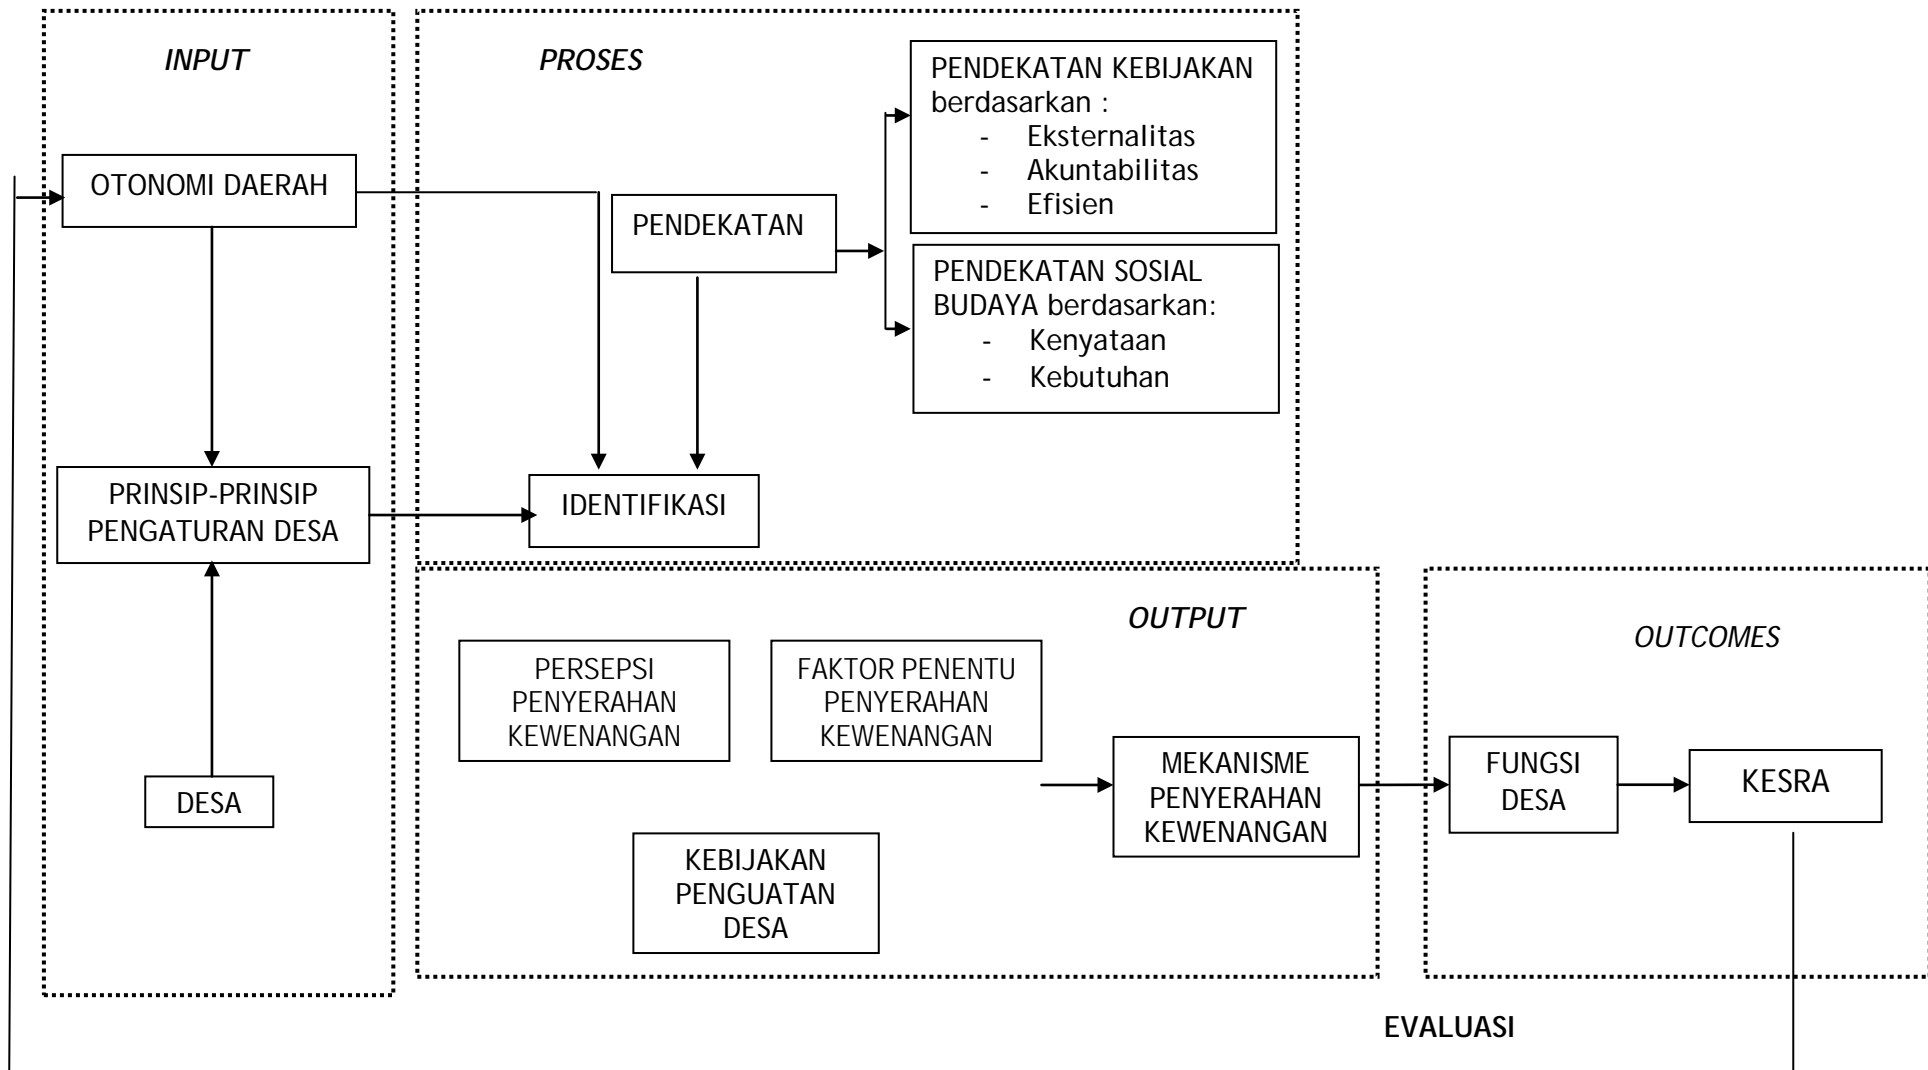 INPUT
OTONOMI DAERAH
PRINSIP-PRINSIP
PENGATURAN DESA
DESA
PROSES
PENDEKATAN
PENDEKATAN KEBIJAKAN
berdasarkan :
- Eksternalitas
- Akuntabilitas
- Efisien
PENDEKATAN SOSIAL
BUDAYA berdasarkan:
- Kenyataan
- Kebutuhan
IDENTIFIKASI
OUTPUT
PERSEPSI
PENYERAHAN
KEWENANGAN
FAKTOR PENENTU
PENYERAHAN
KEWENANGAN
KEBIJAKAN
PENGUATAN
DESA
MEKANISME
PENYERAHAN
KEWENANGAN
OUTCOMES
FUNGSI
DESA
KESRA
EVALUASI